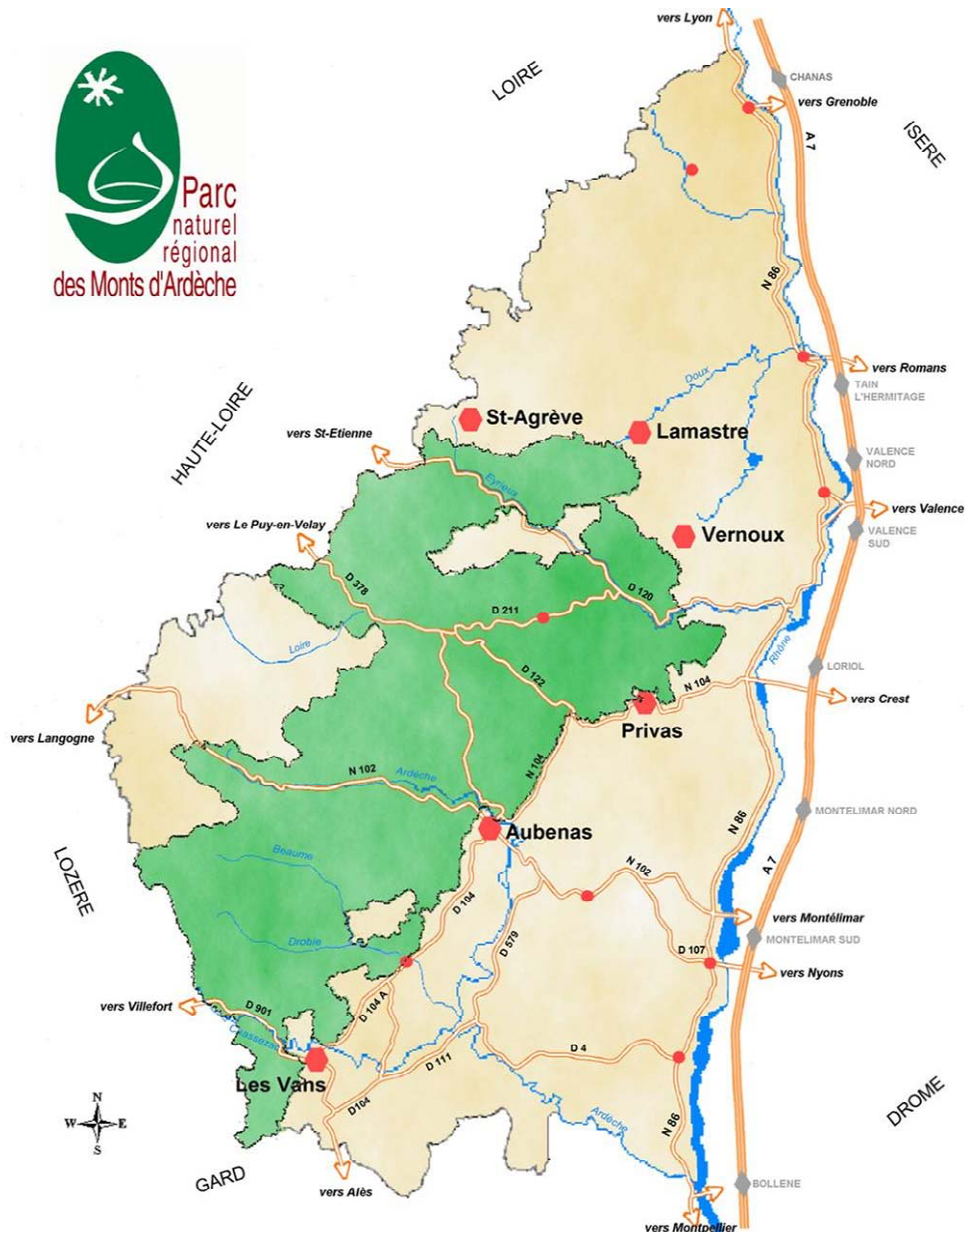 vers Lyon
LOIRE
CHANAS
vers Grenoble
A 7
ISERE
Parc
naturel
régional
des Monts d'Ardèche
N 86
vers Romans
Doux
TAIN
L'HERMITAGE
HAUTE-LOIRE
St-Agrève
Lamastre
vers St-Etienne
VALENCE
NORD
Eyrieux
vers Valence
vers Le Puy-en-Velay
Vernoux
VALENCE
SUD
D 378
D 120
D 211
Loire
Rhône
LORIOL
D 122
N 104
vers Crest
Privas
vers Langogne
N 102
Ardèche
N 104
MONTELIMAR NORD
N 86
Aubenas
Beaume
N 102
A 7
LOZERE
D 104
vers Montélimar
MONTELIMAR SUD
Drobie
D 579
D 107
vers Nyons
vers Villefort
D 901
D 104 A
Chassezac
D 4
D 111
Les Vans
N
W E
S
D104
Ardèche
N 86
DROME
GARD
vers Alès
BOLLENE
vers Montpellier